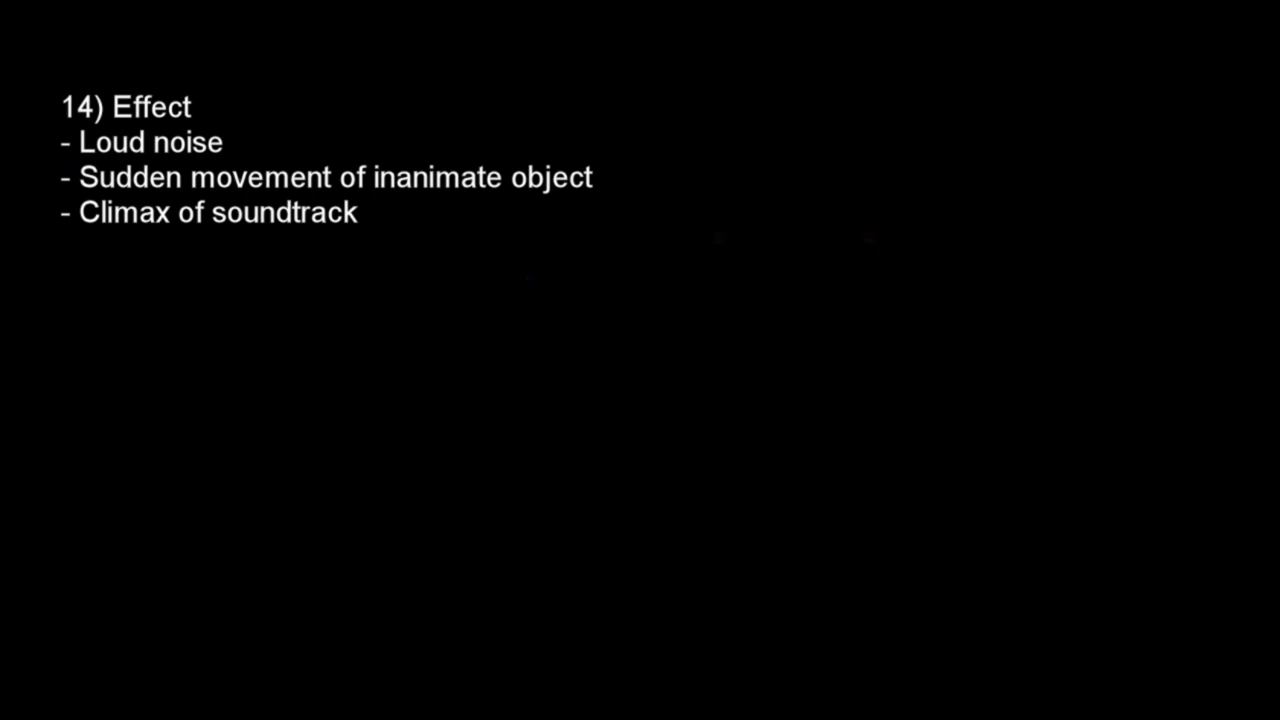 14) Effect
- Loud noise
- Sudden movement of inanimate object
- Climax of soundtrack